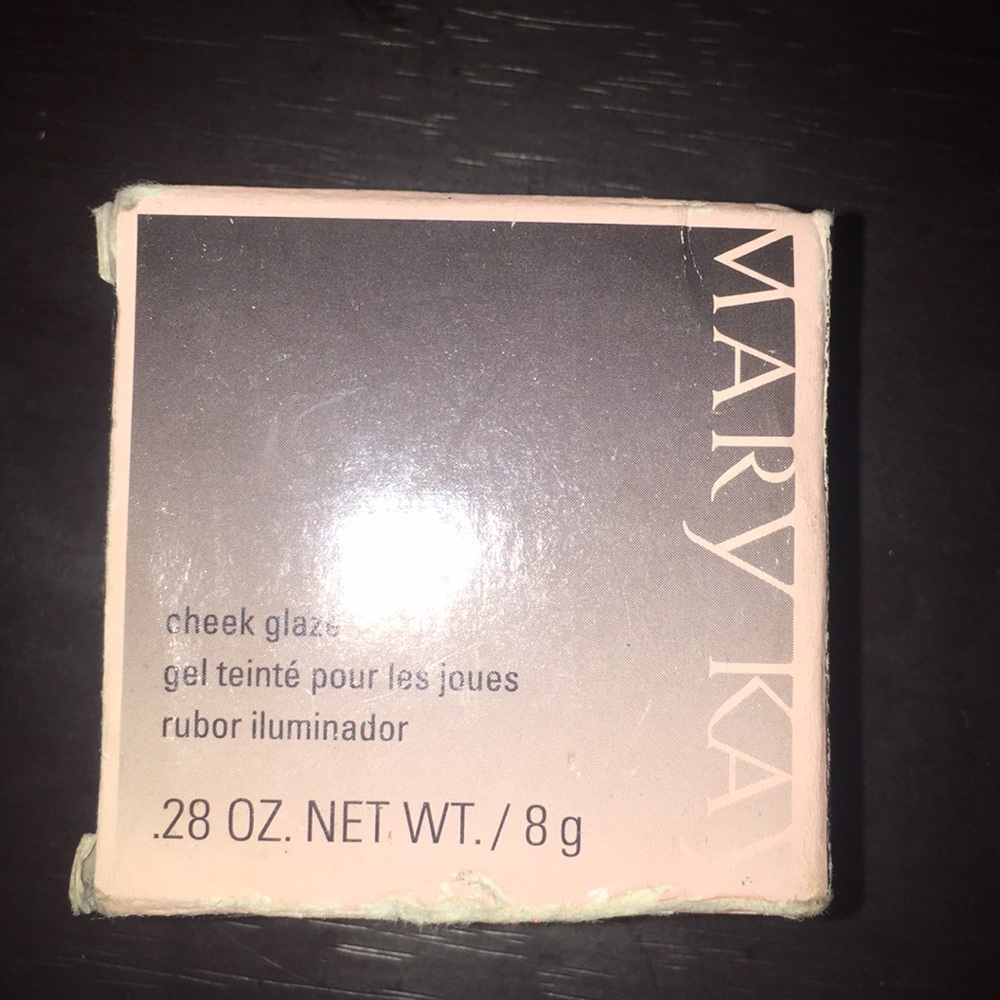 MARY KAY
cheek glaze
gel teinté pour les joues
rubor iluminador
.28 OZ. NET WT. / 8 g